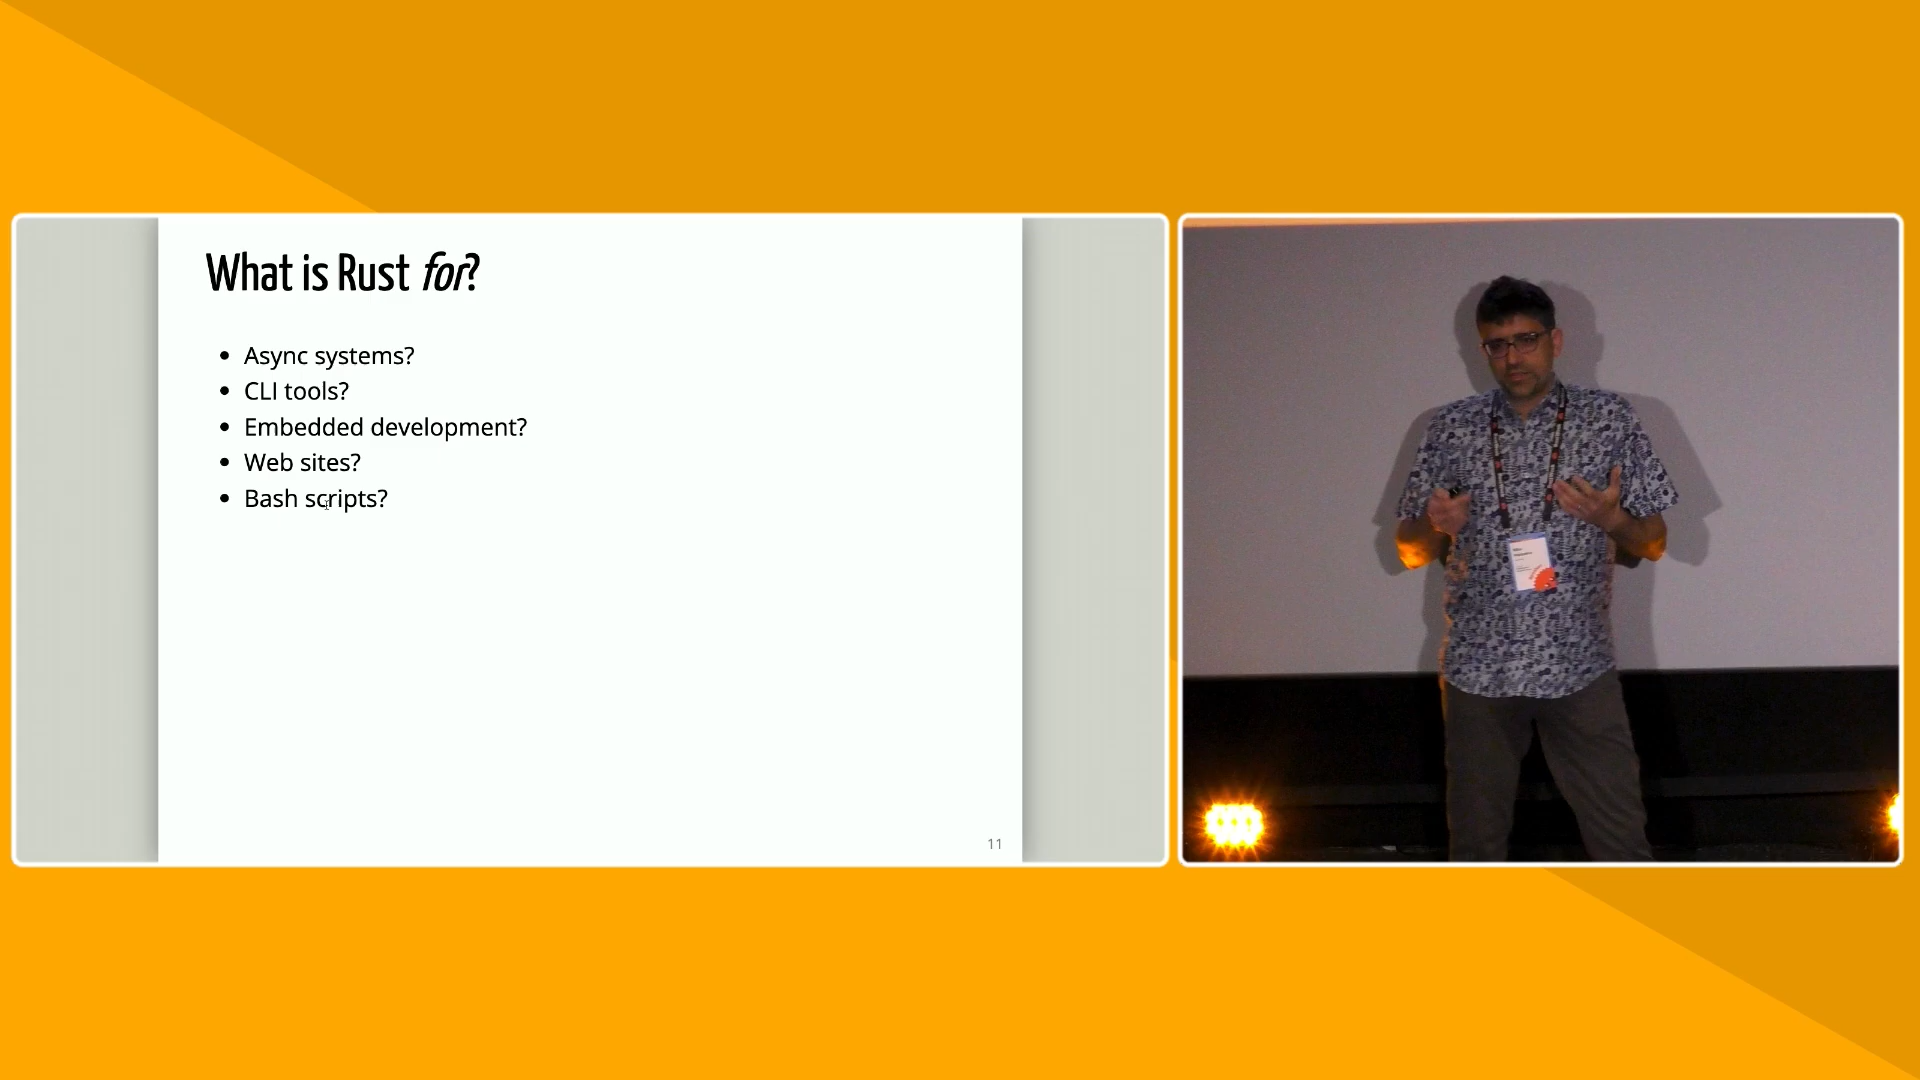 What is Rust for?
Async systems?
CLI tools?
Embedded development?
Web sites?
Bash scripts?
11